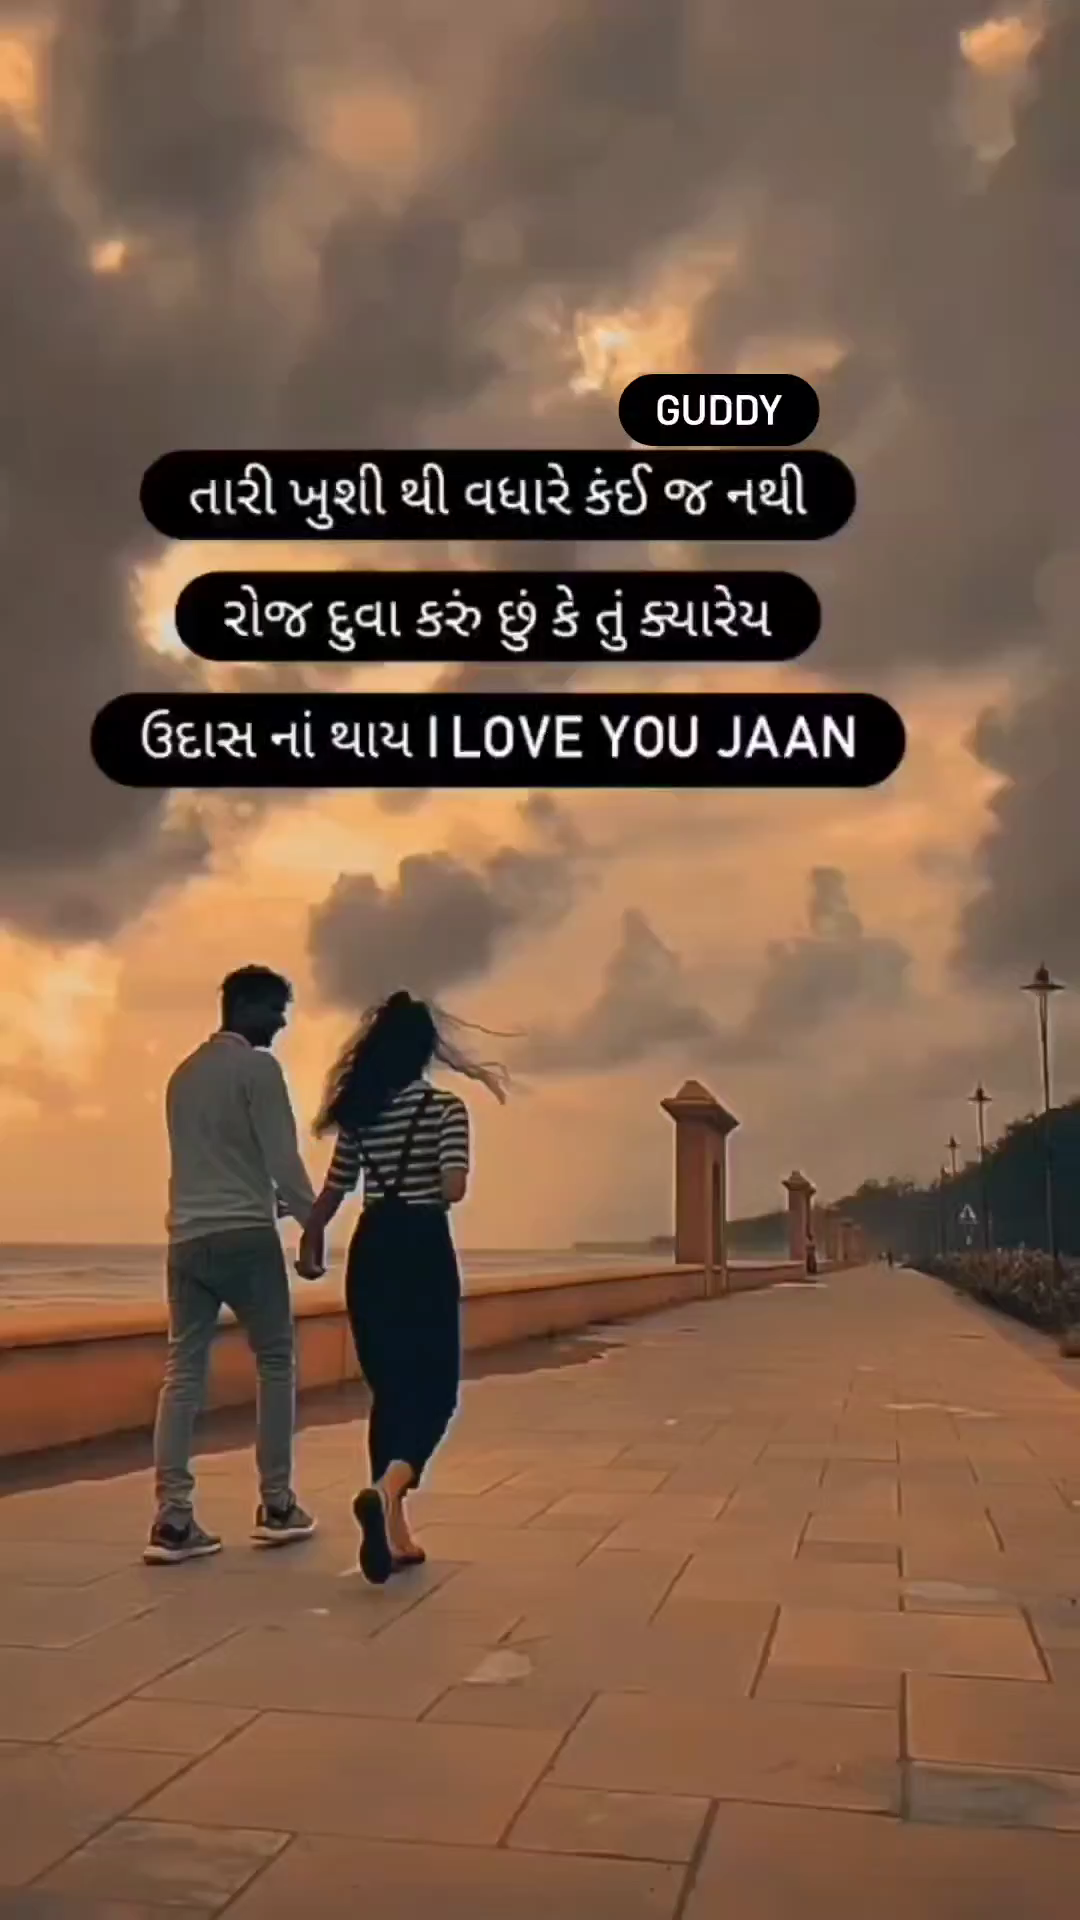 GUDDY
તારી ખુશી થી વધારે કંઈ જ નથી
રોજ દુવા કરું છું કે તું ક્યારેય
ઉદાસ નાં થાય I LOVE YOU JAAN